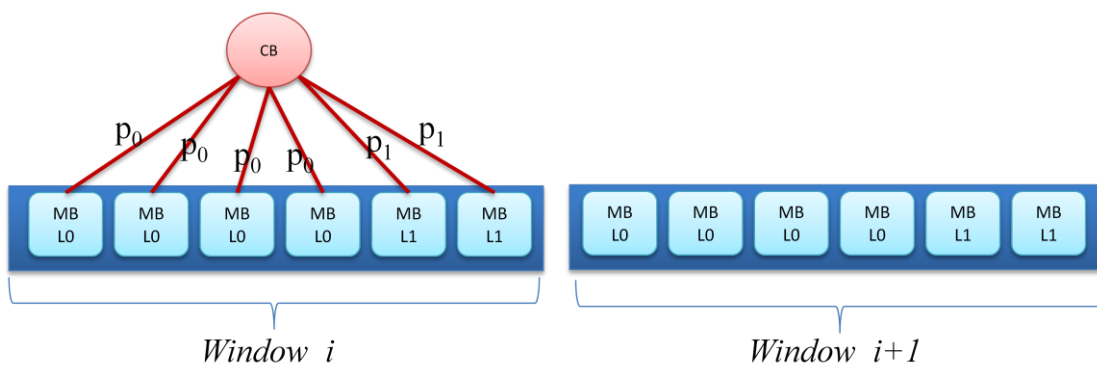 CB
p0 p0 p0 p0 p1 p1
MB MB MB MB MB MB
L0 L0 L0 L0 L1 L1
MB MB MB MB MB MB
L0 L0 L0 L0 L1 L1
Window i
Window i+1